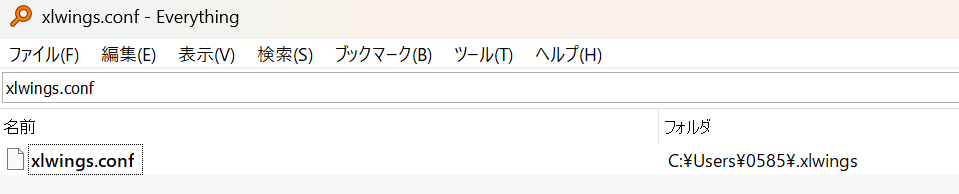 xlwings.conf - Everything
ファイル(F) 編集(E) 表示(V) 検索(S) ブックマーク(B) ツール(T) ヘルプ(H)
xlwings.conf
名前 フォルダ
xlwings.conf C:¥Users¥0585¥.xlwings